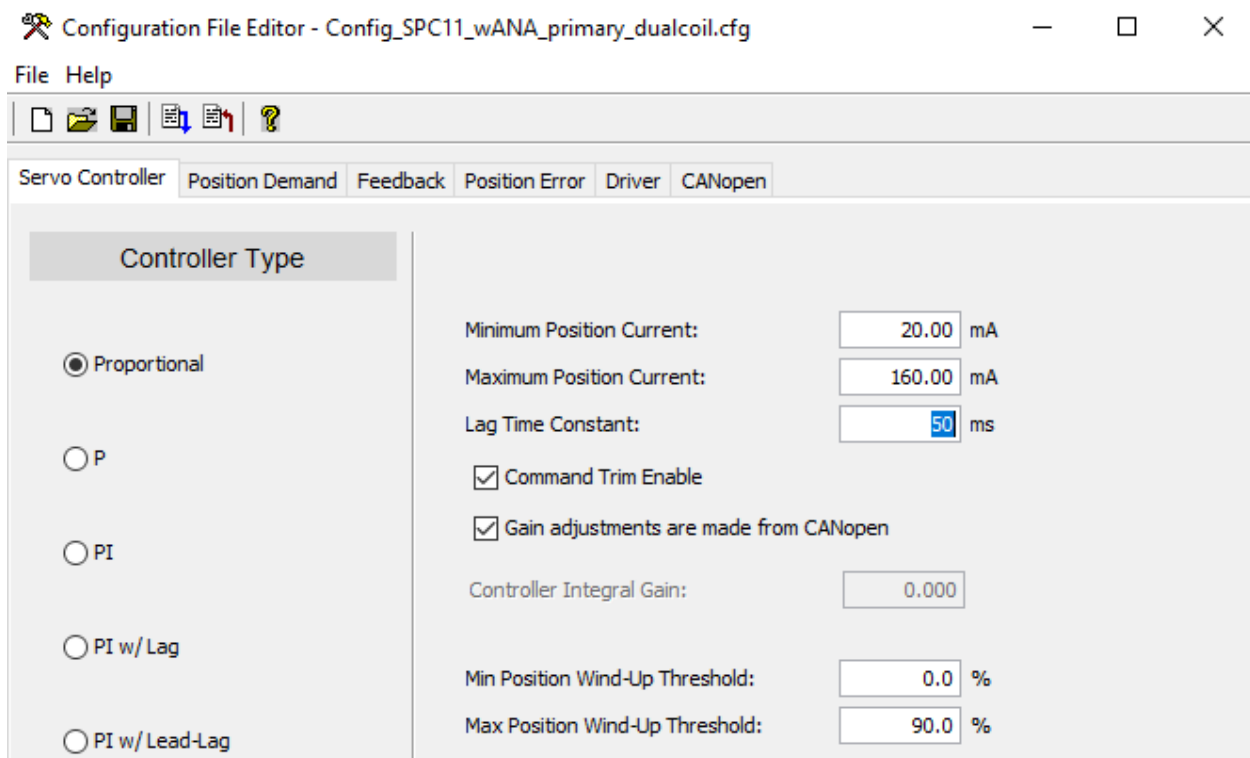 Configuration File Editor - Config_SPC11_wANA_primary_dualcoil.cfg
File Help
Servo Controller Position Demand Feedback Position Error Driver CANopen
Controller Type
Proportional
P
PI
PI w/ Lag
PI w/ Lead-Lag
Minimum Position Current: 20.00 mA
Maximum Position Current: 160.00 mA
Lag Time Constant: 50 ms
Command Trim Enable
Gain adjustments are made from CANopen
Controller Integral Gain: 0.000
Min Position Wind-Up Threshold: 0.0 %
Max Position Wind-Up Threshold: 90.0 %